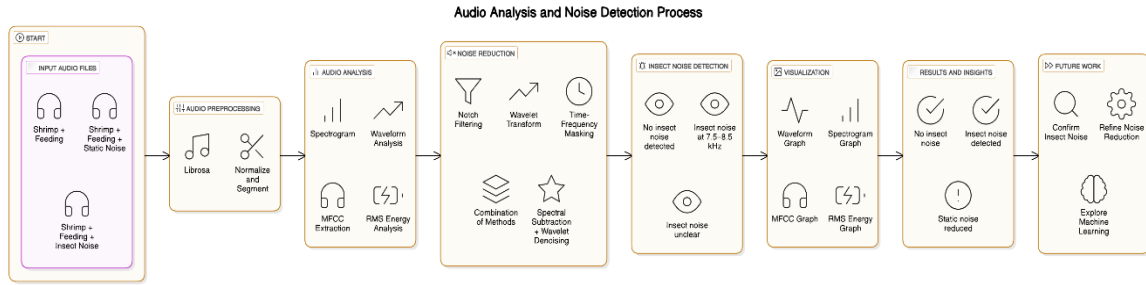 Audio Analysis and Noise Detection Process
START
INPUT AUDIO FILES
Shrimp +
Feeding
Shrimp +
Feeding +
Static Noise
Shrimp +
Feeding +
Insect Noise
AUDIO PREPROCESSING
Librosa
Normalize
and
Segment
AUDIO ANALYSIS
Spectrogram
Waveform
Analysis
MFCC
Extraction
RMS Energy
Analysis
NOISE REDUCTION
Notch
Filtering
Wavelet
Transform
Time-
Frequency
Masking
Combination
of Methods
Spectral
Subtraction
+ Wavelet
Denoising
INSECT NOISE DETECTION
No insect
noise
detected
Insect noise
at 7.5-8.5
kHz
Insect noise
unclear
VISUALIZATION
Waveform
Graph
Spectrogram
Graph
MFCC Graph
RMS Energy
Graph
RESULTS AND INSIGHTS
No insect
noise
Insect noise
detected
Static noise
reduced
FUTURE WORK
Confirm
Insect Noise
Refine Noise
Reduction
Explore
Machine
Learning